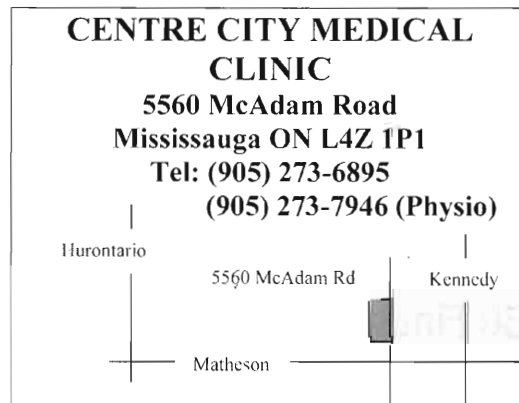 CENTRE CITY MEDICAL
CLINIC
5560 McAdam Road
Mississauga ON L4Z 1P1
Tel: (905) 273-6895
(905) 273-7946 (Physio)
Hurontario
5560 McAdam Rd
Kennedy
Matheson